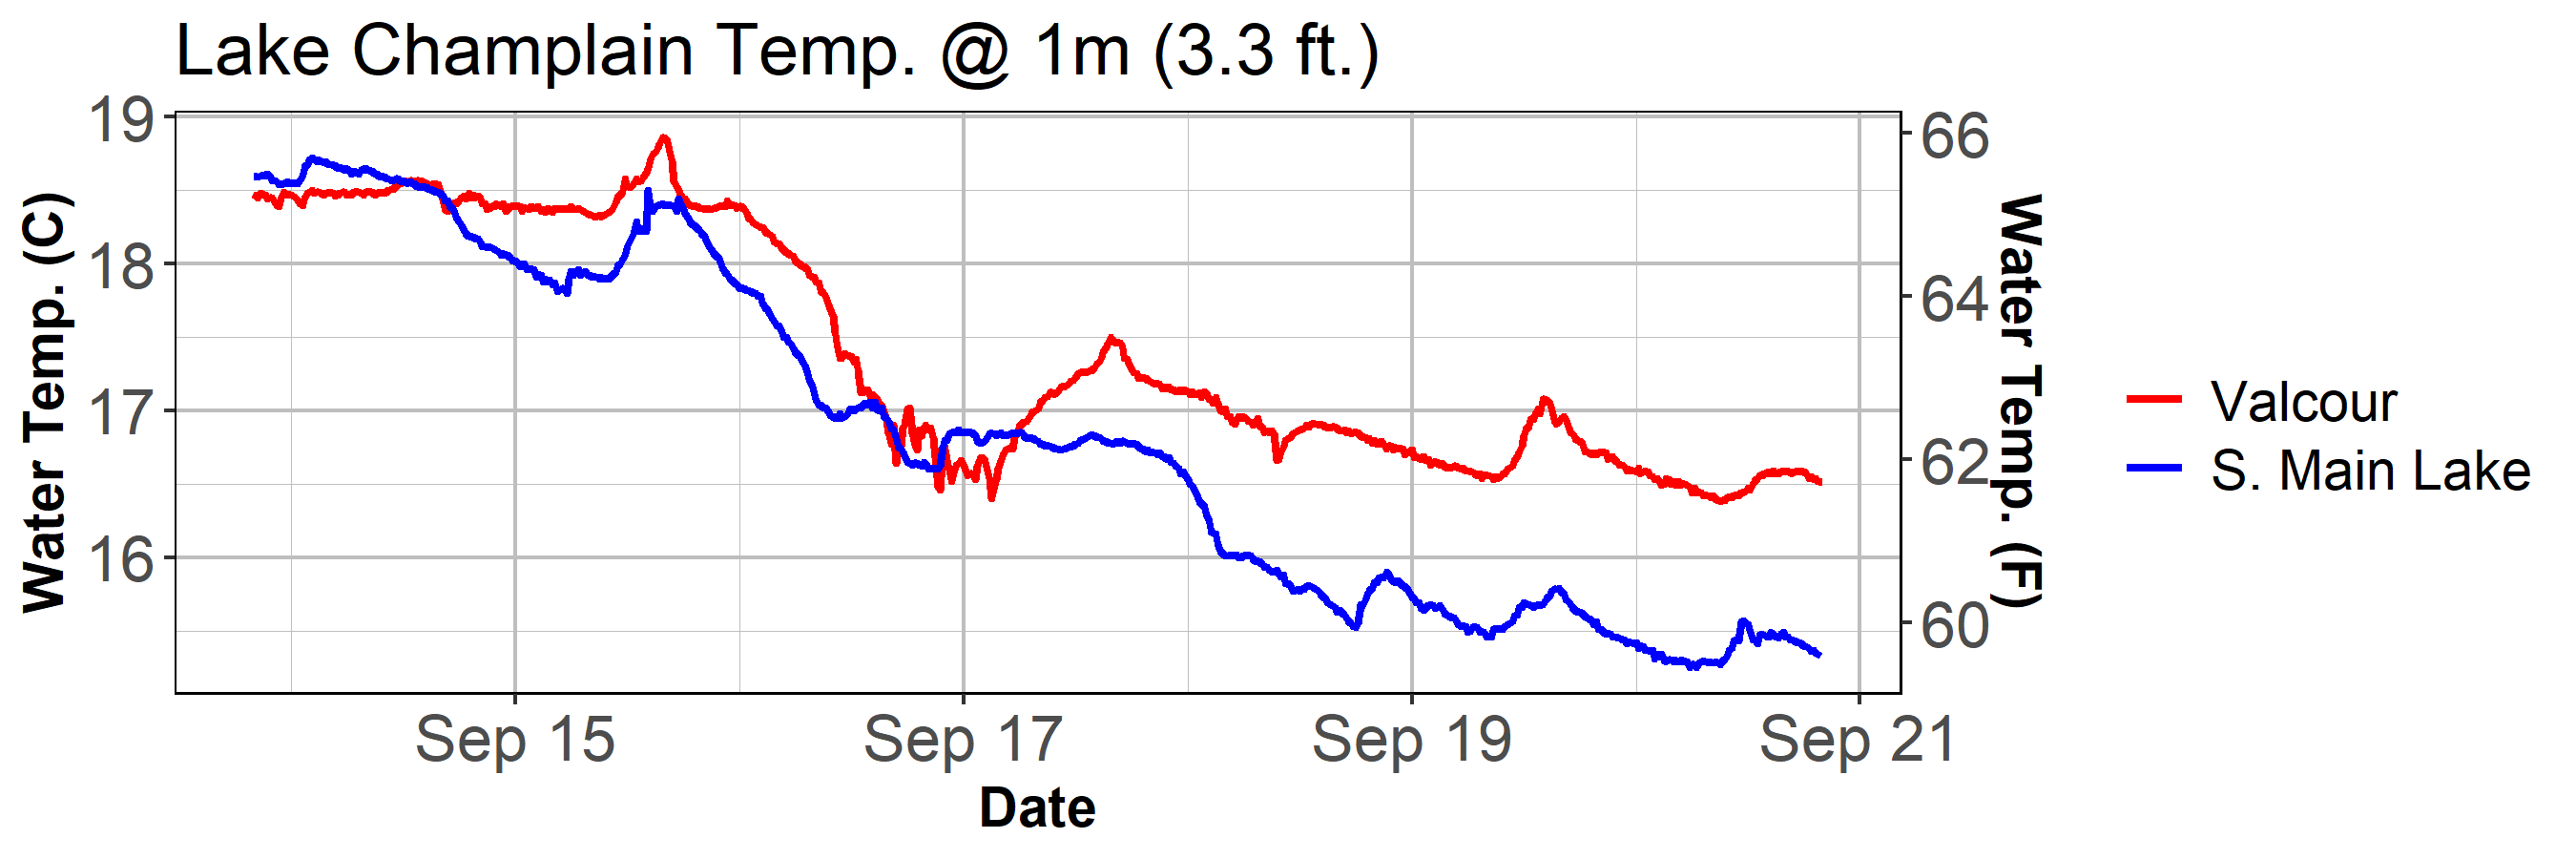 Lake Champlain Temp. @ 1m (3.3 ft.)
Water Temp. (C)
19
18
17
16
66
64
62
60
Water Temp. (F)
Sep 15 Sep 17 Sep 19 Sep 21
Date
Valcour
S. Main Lake